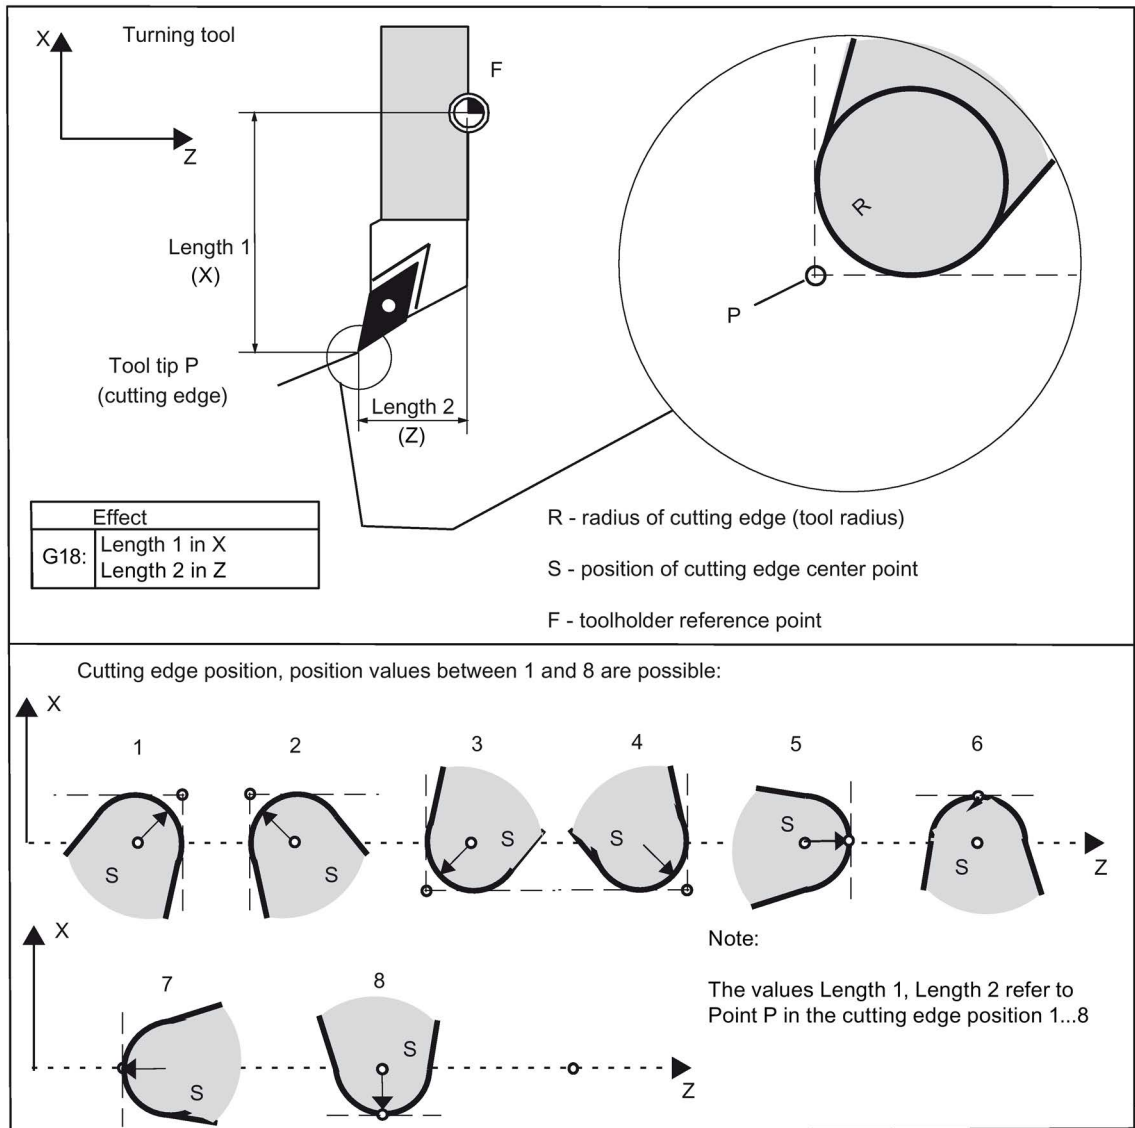 X
Turning tool
F
Z
Length 1
(X)
R
P
Tool tip P
(cutting edge)
Length 2
(Z)
Effect
G18:
Length 1 in X
Length 2 in Z
R - radius of cutting edge (tool radius)
S - position of cutting edge center point
F - toolholder reference point
Cutting edge position, position values between 1 and 8 are possible:
X
1 2 3 4 5 6
S S S S S S
Z
X
7 8
S S
Z
Note:
The values Length 1, Length 2 refer to
Point P in the cutting edge position 1...8